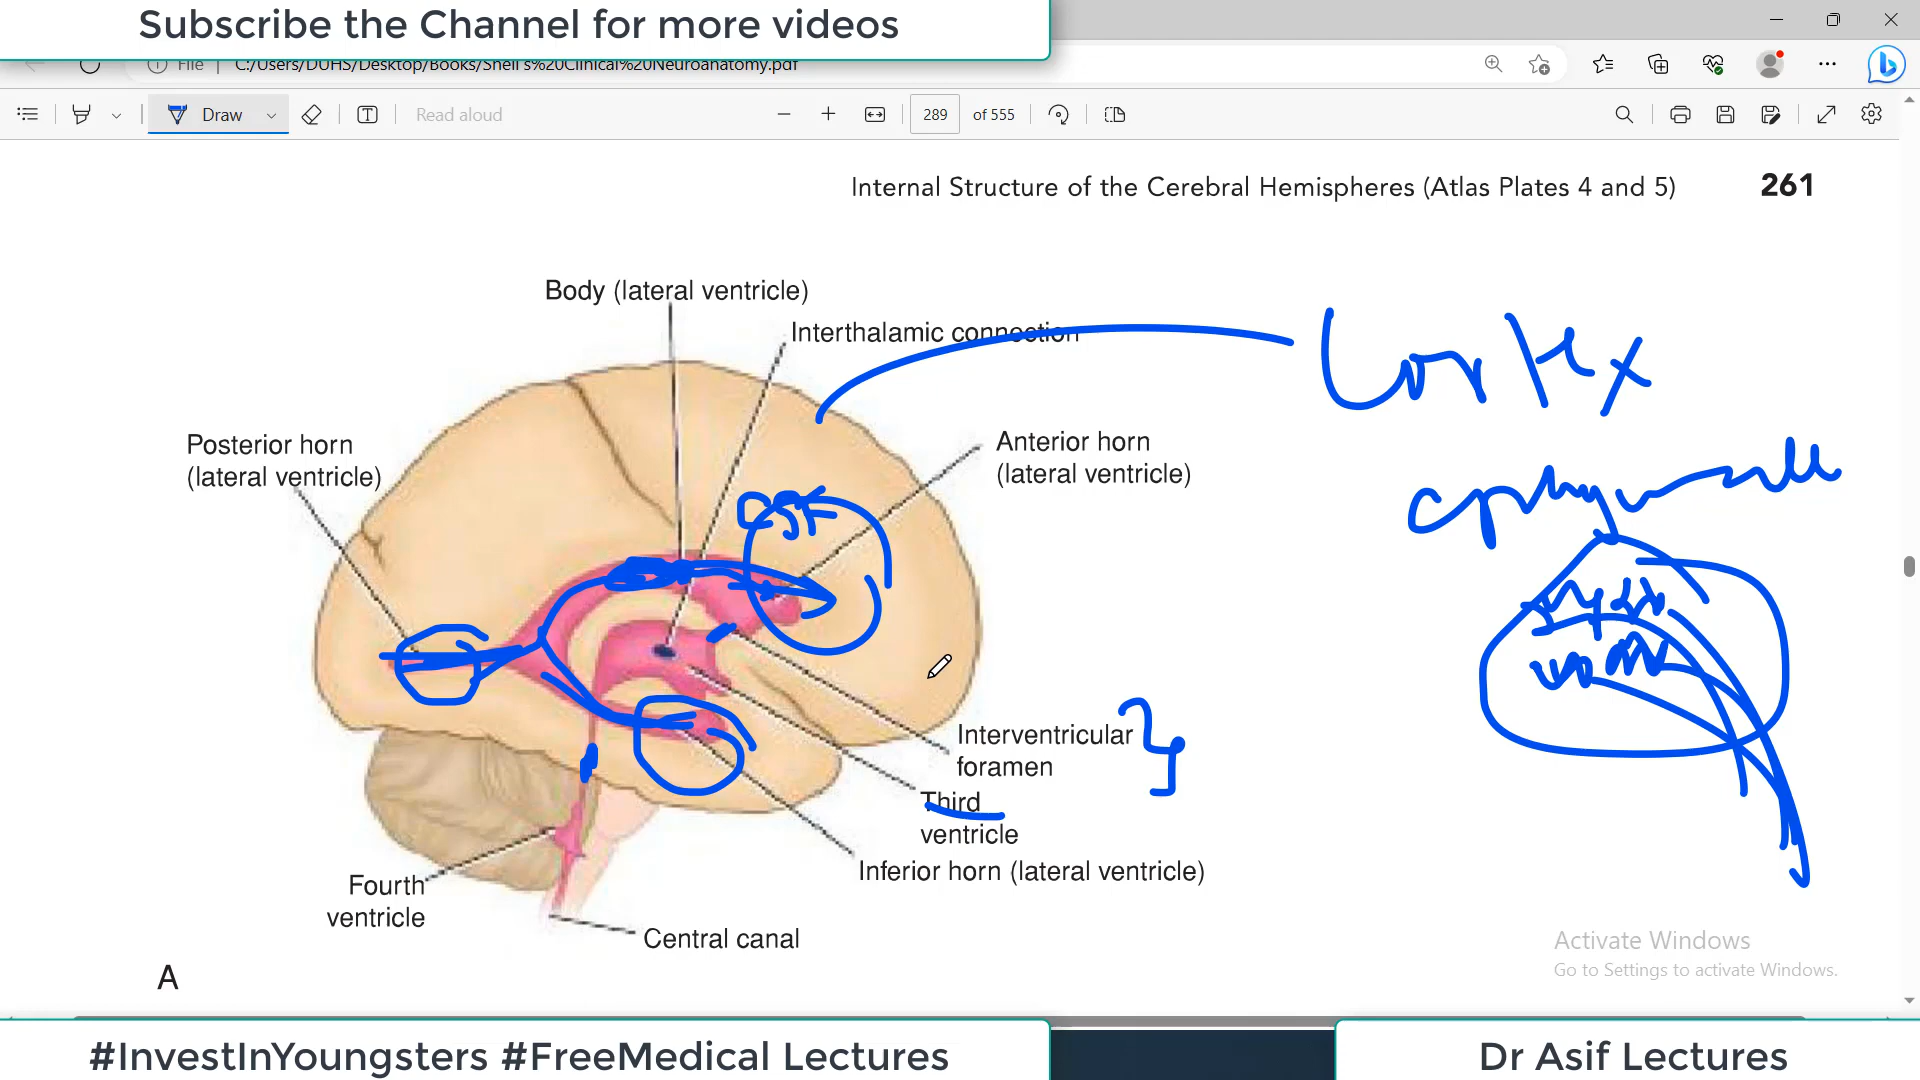 Subscribe the Channel for more videos
File
C:/Users/DUHS/Desktop/Books/Snell's%20Clinical%20Neuroanatomy.pdf
Draw
Read aloud
289 of 555
Internal Structure of the Cerebral Hemispheres (Atlas Plates 4 and 5) 261
Body (lateral ventricle)
Interthalamic connection
Cortex
Posterior horn
(lateral ventricle)
Anterior horn
(lateral ventricle)
CSF
Interventricular
foramen
Third
ventricle
Inferior horn (lateral ventricle)
Fourth
ventricle
Central canal
A
Activate Windows
Go to Settings to activate Windows.
#InvestInYoungsters #FreeMedical Lectures
Dr Asif Lectures